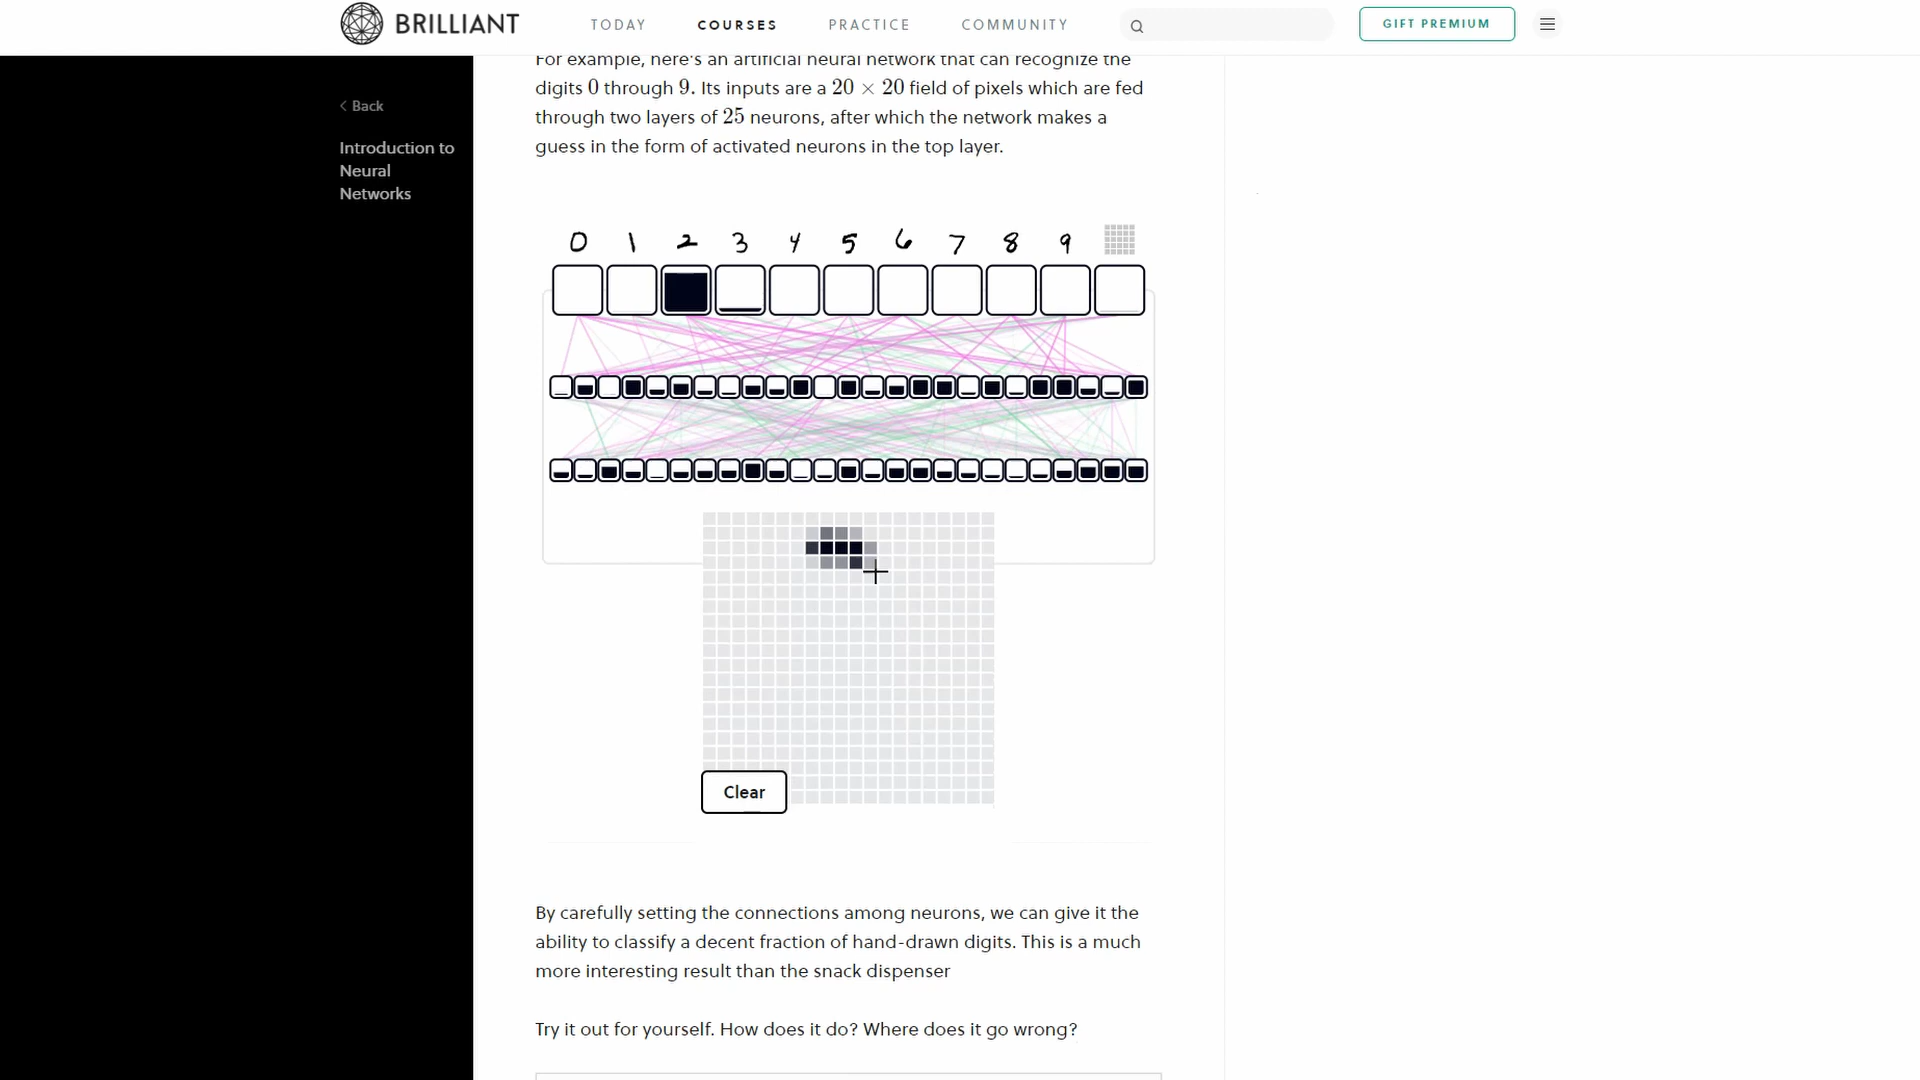 BRILLIANT
TODAY
COURSES
PRACTICE
COMMUNITY
GIFT PREMIUM
Back
Introduction to
Neural
Networks
For example, here's an artificial neural network that can recognize the
digits 0 through 9. Its inputs are a 20 × 20 field of pixels which are fed
through two layers of 25 neurons, after which the network makes a
guess in the form of activated neurons in the top layer.
0 1 2 3 4 5 6 7 8 9
Clear
By carefully setting the connections among neurons, we can give it the
ability to classify a decent fraction of hand-drawn digits. This is a much
more interesting result than the snack dispenser
Try it out for yourself. How does it do? Where does it go wrong?